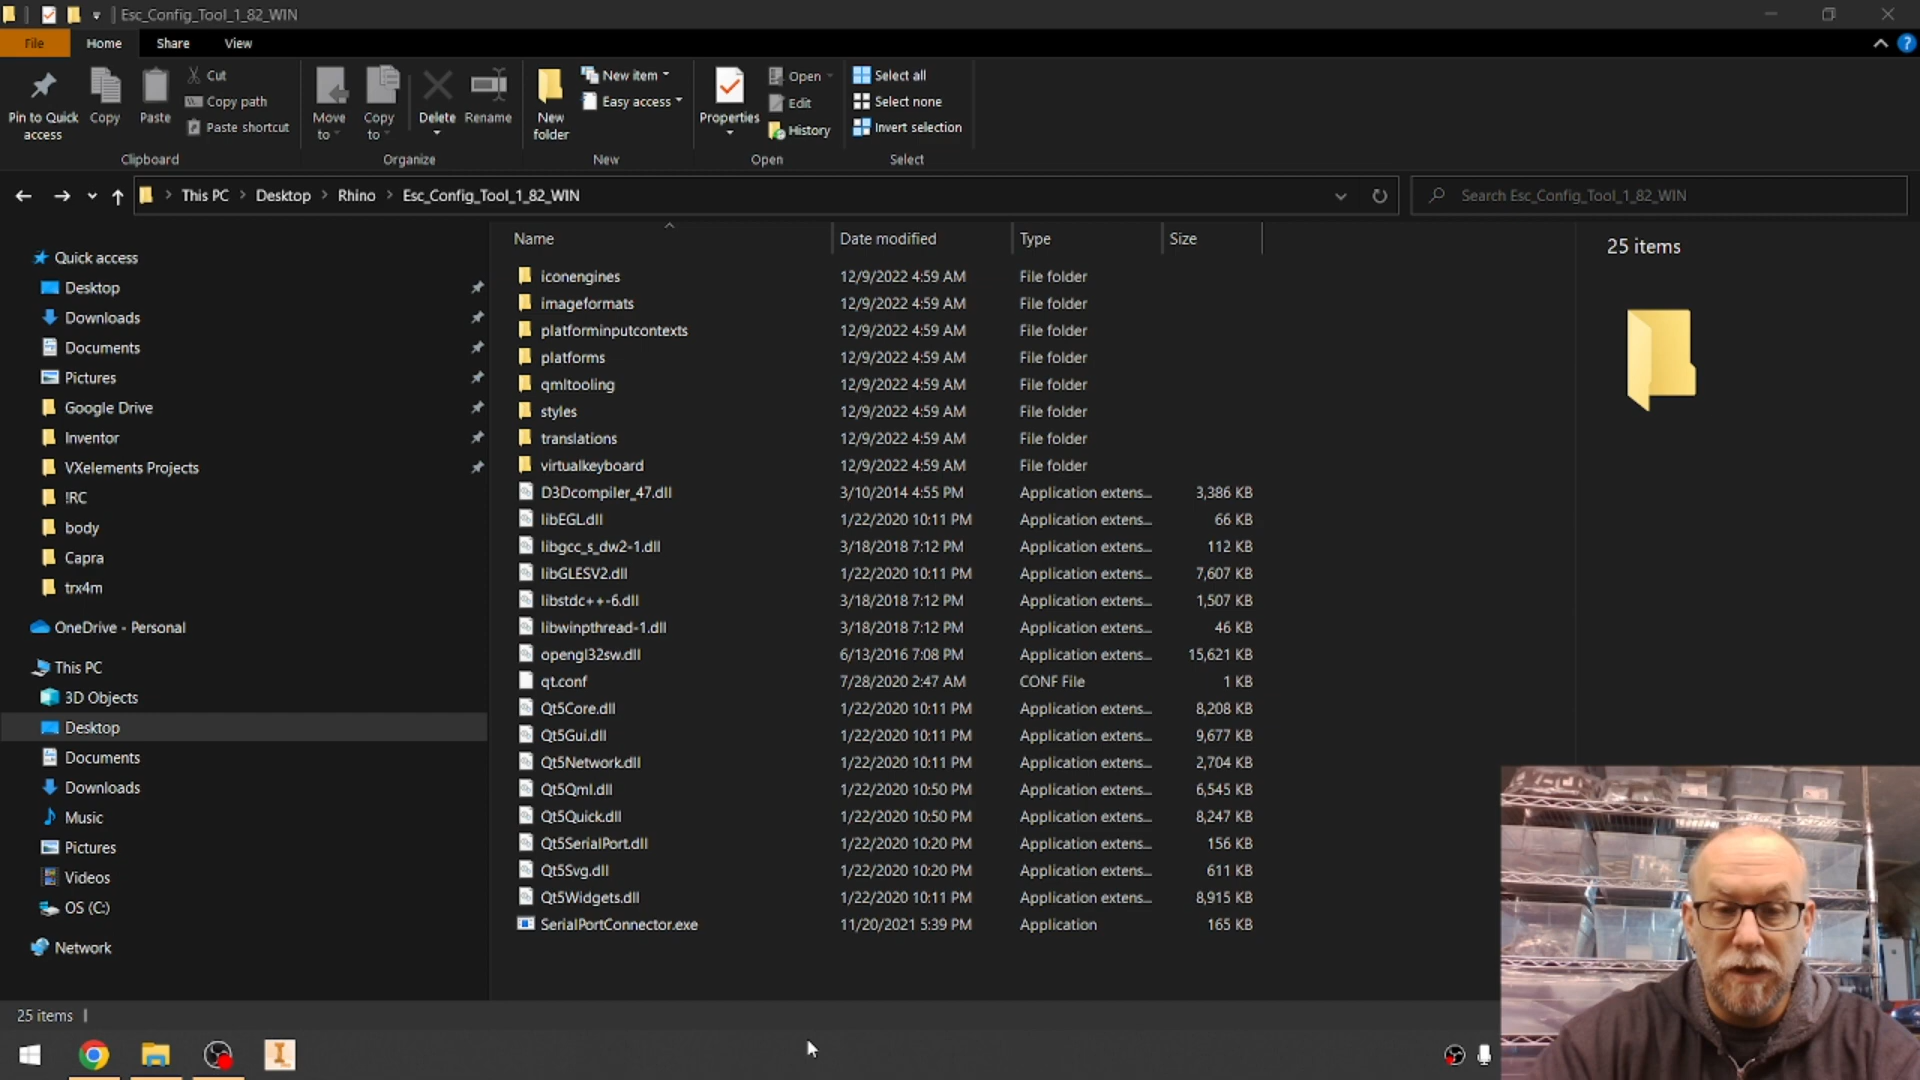 Esc_Config_Tool_1_82_WIN
File Home Share View
Pin to Quick access
Copy
Paste
Cut
Copy path
Paste shortcut
Move to
Copy to
Delete
Rename
New folder
New item
Easy access
Properties
Open
Edit
History
Select all
Select none
Invert selection
Clipboard Organize New Open Select
This PC Desktop Rhino Esc_Config_Tool_1_82_WIN
Search Esc_Config_Tool_1_82_WIN
Quick access
Desktop
Downloads
Documents
Pictures
Google Drive
Inventor
VXelements Projects
!RC
body
Capra
trx4m
OneDrive - Personal
This PC
3D Objects
Desktop
Documents
Downloads
Music
Pictures
Videos
OS (C:)
Network
Name Date modified Type Size
iconengines 12/9/2022 4:59 AM File folder
imageformats 12/9/2022 4:59 AM File folder
platforminputcontexts 12/9/2022 4:59 AM File folder
platforms 12/9/2022 4:59 AM File folder
qmltooling 12/9/2022 4:59 AM File folder
styles 12/9/2022 4:59 AM File folder
translations 12/9/2022 4:59 AM File folder
virtualkeyboard 12/9/2022 4:59 AM File folder
D3Dcompiler_47.dll 3/10/2014 4:55 PM Application extens... 3,386 KB
libEGL.dll 1/22/2020 10:11 PM Application extens... 66 KB
libgcc_s_dw2-1.dll 3/18/2018 7:12 PM Application extens... 112 KB
libGLESV2.dll 1/22/2020 10:11 PM Application extens... 7,607 KB
libstdc++-6.dll 3/18/2018 7:12 PM Application extens... 1,507 KB
libwinpthread-1.dll 3/18/2018 7:12 PM Application extens... 46 KB
opengl32sw.dll 6/13/2016 7:08 PM Application extens... 15,621 KB
qt.conf 7/28/2020 2:47 AM CONF File 1 KB
Qt5Core.dll 1/22/2020 10:11 PM Application extens... 8,208 KB
Qt5Gui.dll 1/22/2020 10:11 PM Application extens... 9,677 KB
Qt5Network.dll 1/22/2020 10:11 PM Application extens... 2,704 KB
Qt5Qml.dll 1/22/2020 10:50 PM Application extens... 6,545 KB
Qt5Quick.dll 1/22/2020 10:50 PM Application extens... 8,247 KB
Qt5SerialPort.dll 1/22/2020 10:20 PM Application extens... 156 KB
Qt5Svg.dll 1/22/2020 10:20 PM Application extens... 611 KB
Qt5Widgets.dll 1/22/2020 10:11 PM Application extens... 8,915 KB
SerialPortConnector.exe 11/20/2021 5:39 PM Application 165 KB
25 items
25 items